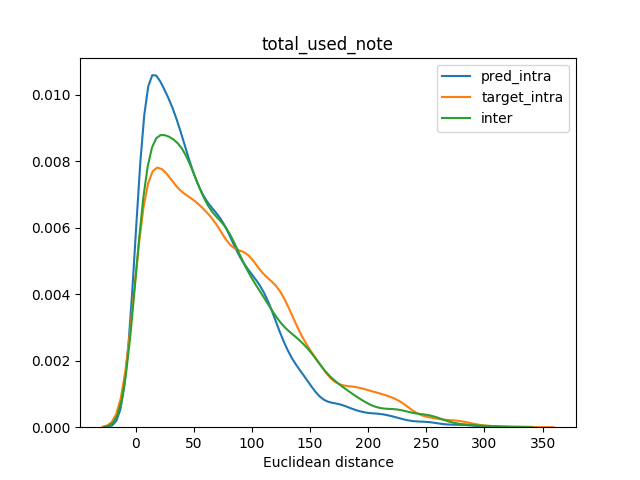 total_used_note
pred_intra
target_intra
inter
0.010
0.008
0.006
0.004
0.002
0.000
0 50 100 150 200 250 300 350
Euclidean distance